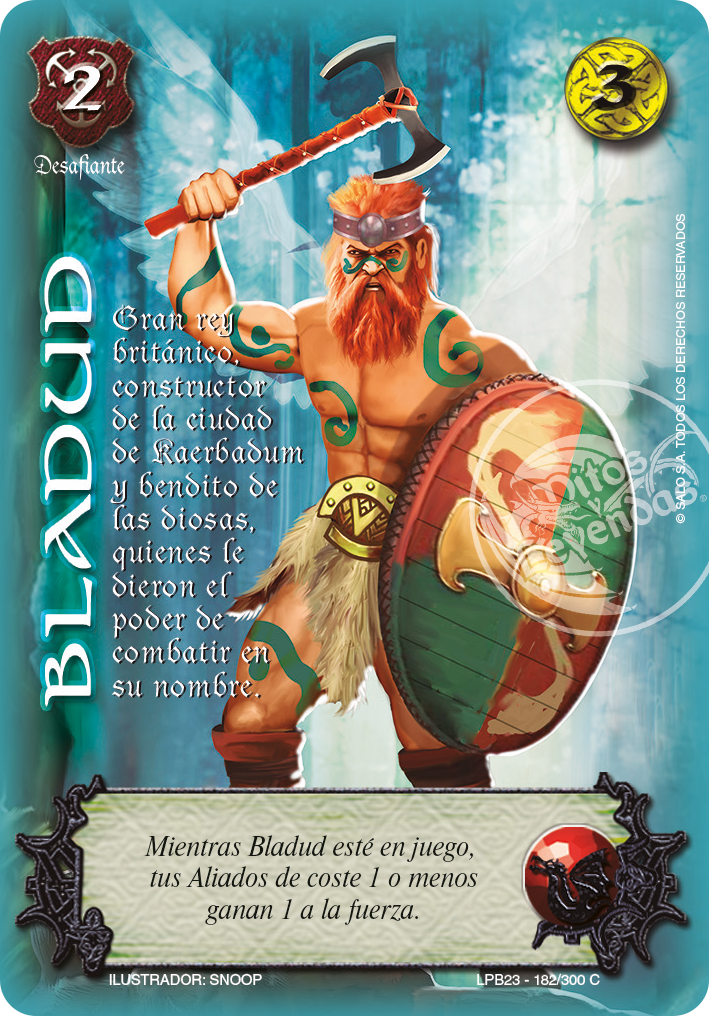 2
3
Desafiante
BLADUD
Gran rey
británico,
constructor
de la ciudad
de Kaerbadum
y bendito de
las diosas,
quienes le
dieron el
poder de
combatir en
su nombre.
© SALO S.A. TODOS LOS DERECHOS RESERVADOS
mitos
y
leyendas
®
Mientras Bladud esté en juego,
tus Aliados de coste 1 o menos
ganan 1 a la fuerza.
ILUSTRADOR: SNOOP
LPB23 - 182/300 C